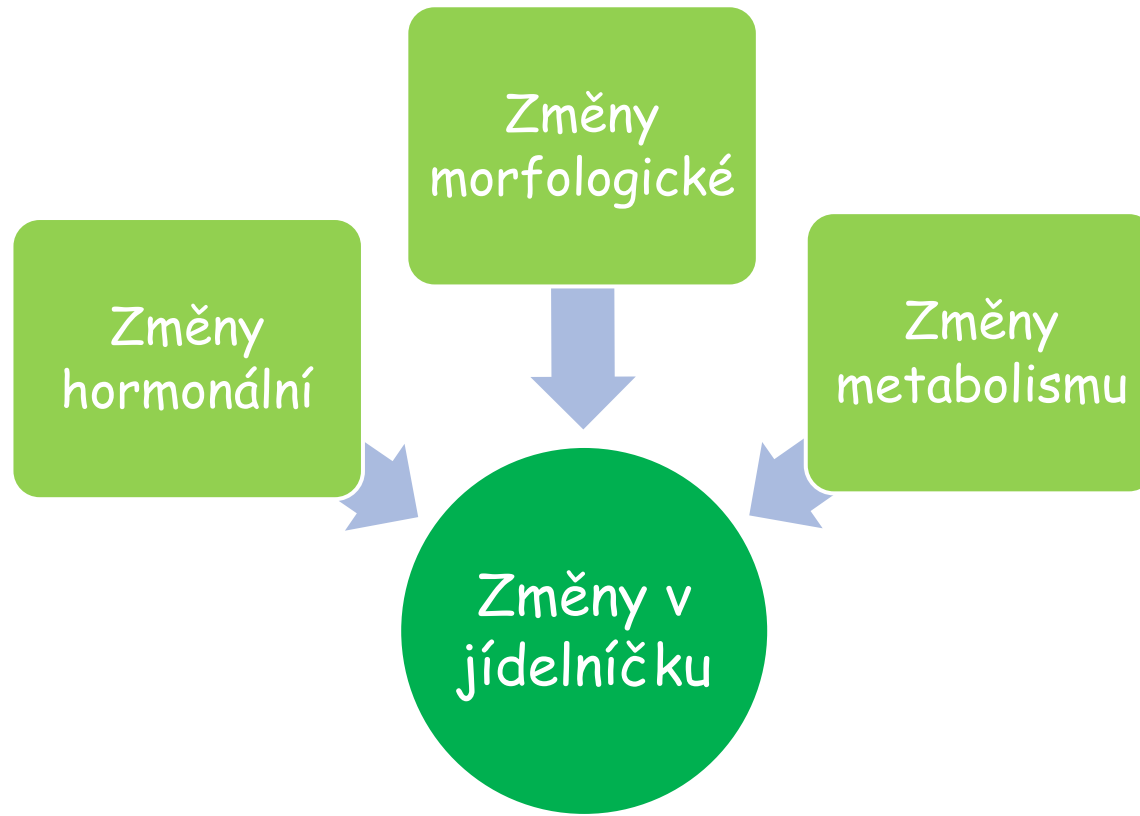 Změny
morfologické
Změny
hormonální
Změny
metabolismu
Změny v
jídelníčku